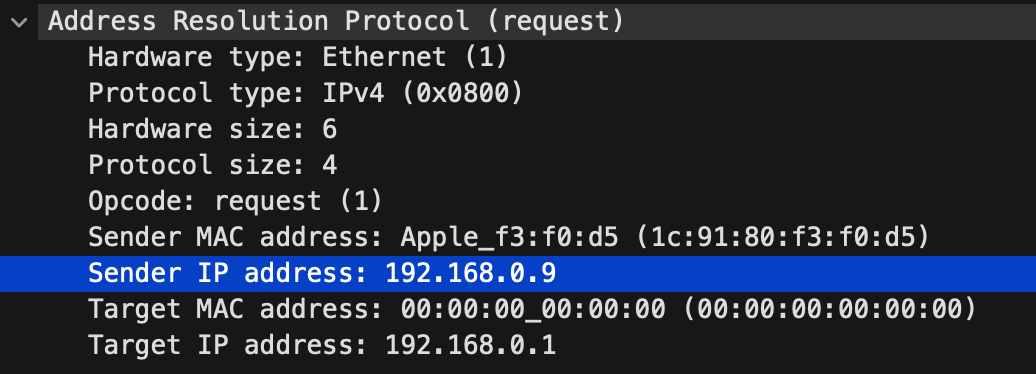 Address Resolution Protocol (request)
Hardware type: Ethernet (1)
Protocol type: IPv4 (0x0800)
Hardware size: 6
Protocol size: 4
Opcode: request (1)
Sender MAC address: Apple_f3:f0:d5 (1c:91:80:f3:f0:d5)
Sender IP address: 192.168.0.9
Target MAC address: 00:00:00_00:00:00 (00:00:00:00:00:00)
Target IP address: 192.168.0.1